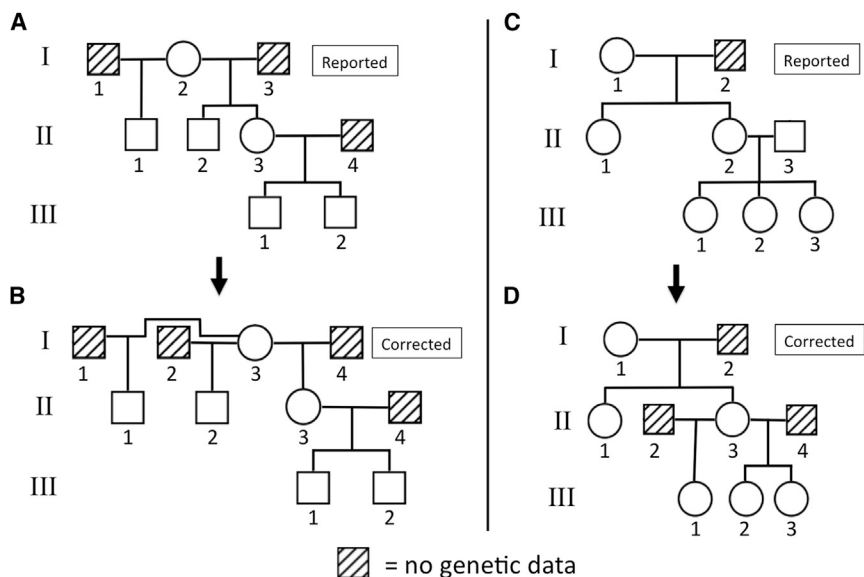 A
I
Reported
1 2 3
II
1 2 3 4
III
1 2
B
I
Corrected
1 2 3 4
II
1 2 3 4
III
1 2
C
I
Reported
1 2
II
1 2 3
III
1 2 3
D
I
Corrected
1 2
II
1 2 3 4
III
1 2 3
= no genetic data